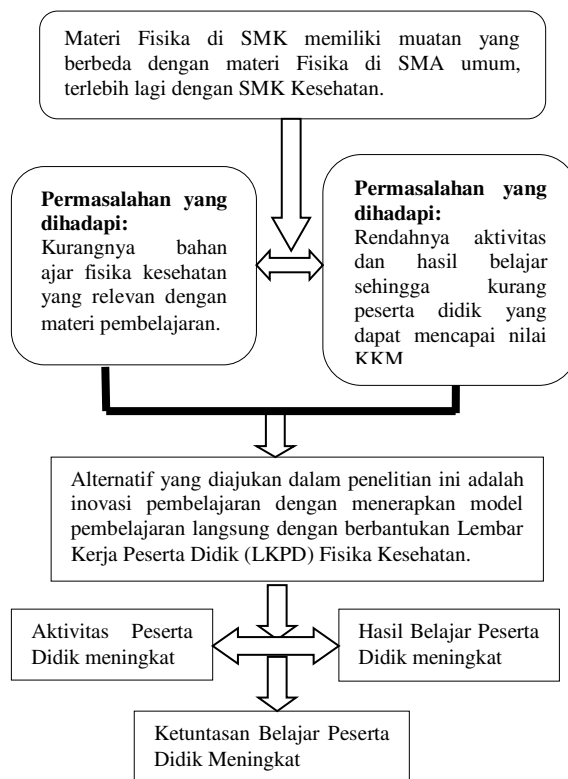 Materi Fisika di SMK memiliki muatan yang
berbeda dengan materi Fisika di SMA umum,
terlebih lagi dengan SMK Kesehatan.
Permasalahan yang
dihadapi:
Kurangnya bahan
ajar fisika kesehatan
yang relevan dengan
materi pembelajaran.
Permasalahan yang
dihadapi:
Rendahnya aktivitas
dan hasil belajar
sehingga kurang
peserta didik yang
dapat mencapai nilai
KKM
Alternatif yang diajukan dalam penelitian ini adalah
inovasi pembelajaran dengan menerapkan model
pembelajaran langsung dengan berbantukan Lembar
Kerja Peserta Didik (LKPD) Fisika Kesehatan.
Aktivitas Peserta
Didik meningkat
Hasil Belajar Peserta
Didik meningkat
Ketuntasan Belajar Peserta
Didik Meningkat